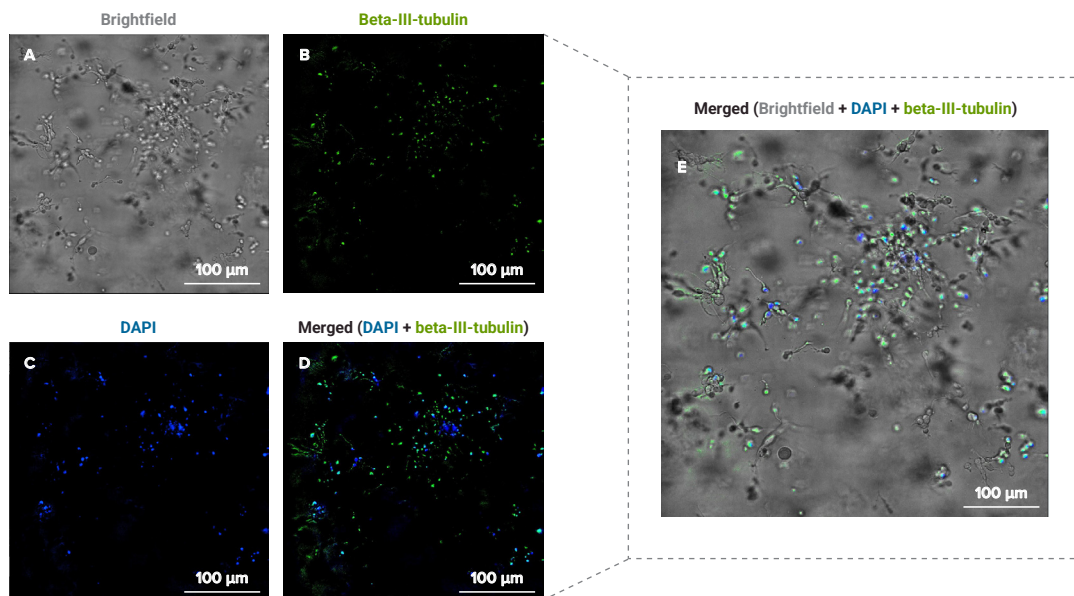 Brightfield
Beta-III-tubulin
A
100 µm
B
100 µm
Merged (Brightfield + DAPI + beta-III-tubulin)
E
100 µm
DAPI
Merged (DAPI + beta-III-tubulin)
C
100 µm
D
100 µm